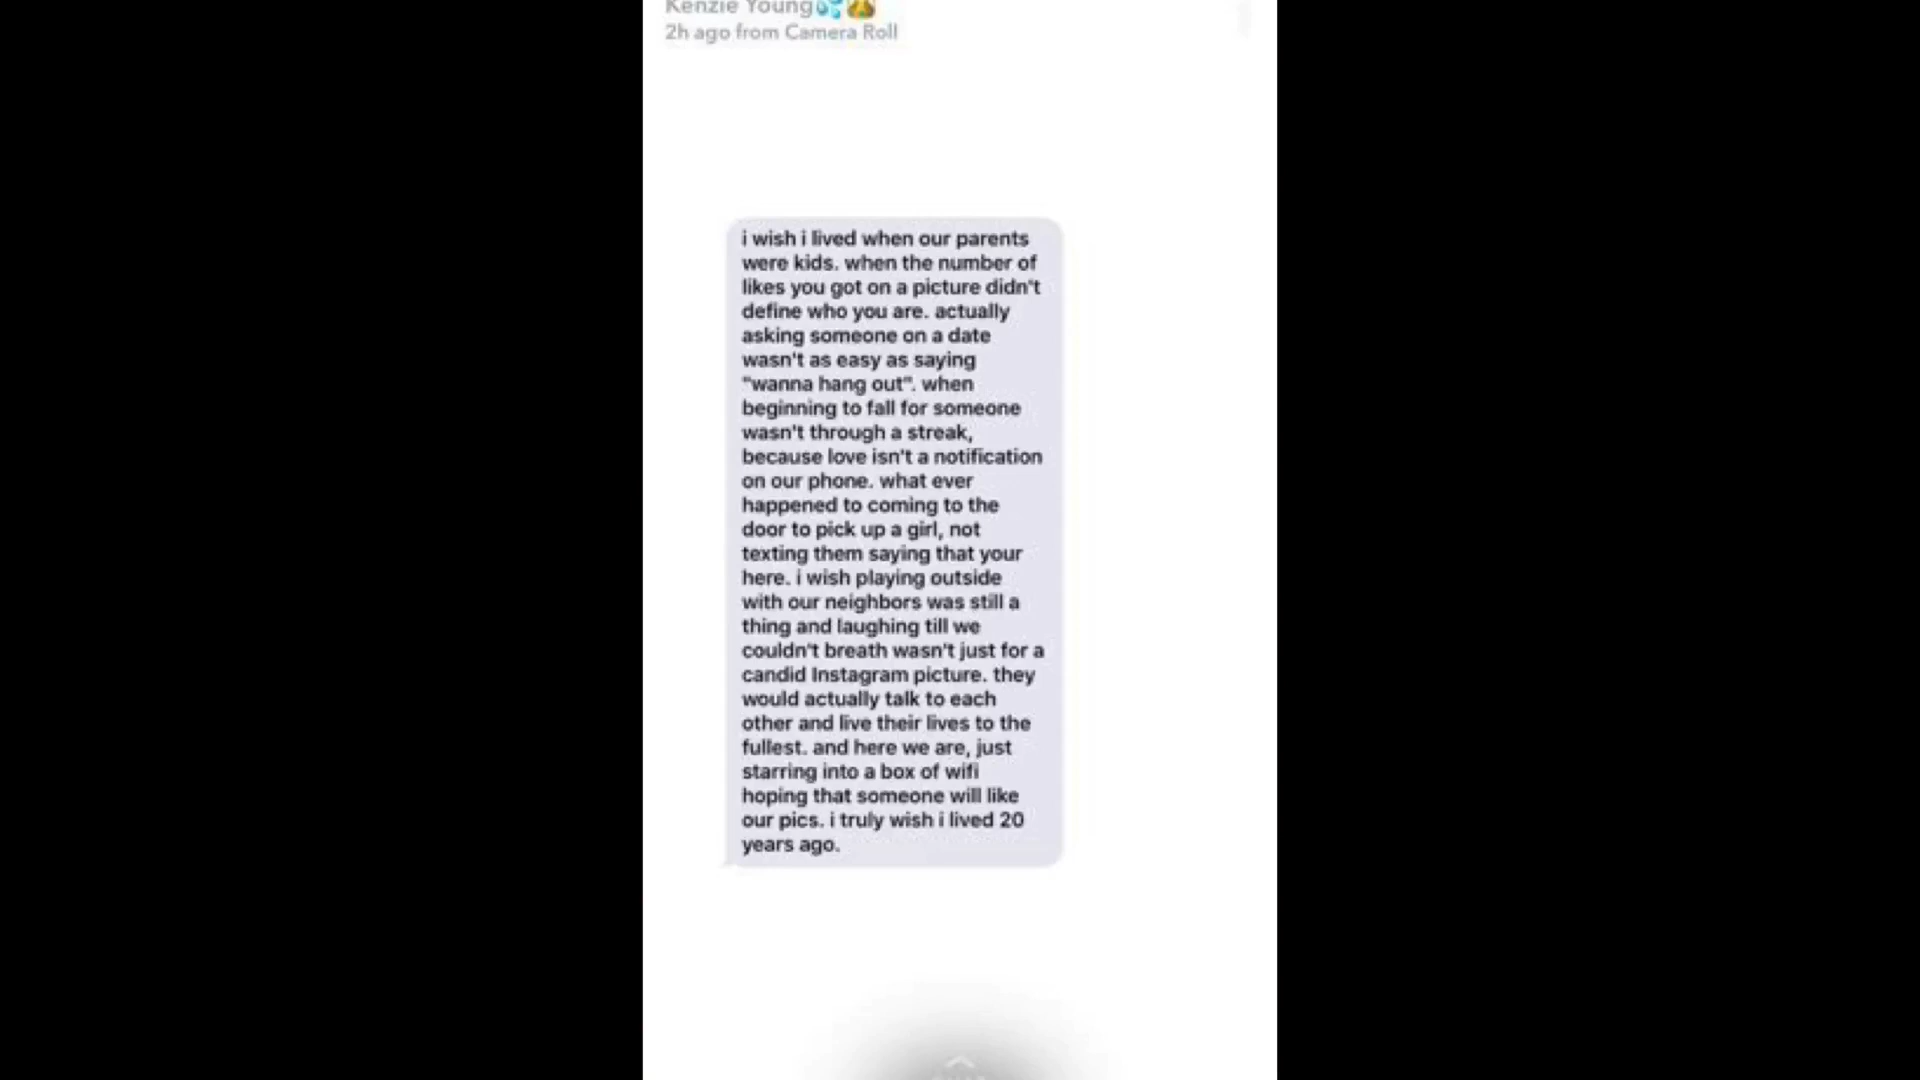 Kenzie Young💦
2h ago from Camera Roll
i wish i lived when our parents
were kids. when the number of
likes you got on a picture didn't
define who you are. actually
asking someone on a date
wasn't as easy as saying
"wanna hang out". when
beginning to fall for someone
wasn't through a streak,
because love isn't a notification
on our phone. what ever
happened to coming to the
door to pick up a girl, not
texting them saying that your
here. i wish playing outside
with our neighbors was still a
thing and laughing till we
couldn't breath wasn't just for a
candid Instagram picture. they
would actually talk to each
other and live their lives to the
fullest. and here we are, just
starring into a box of wifi
hoping that someone will like
our pics. i truly wish i lived 20
years ago.